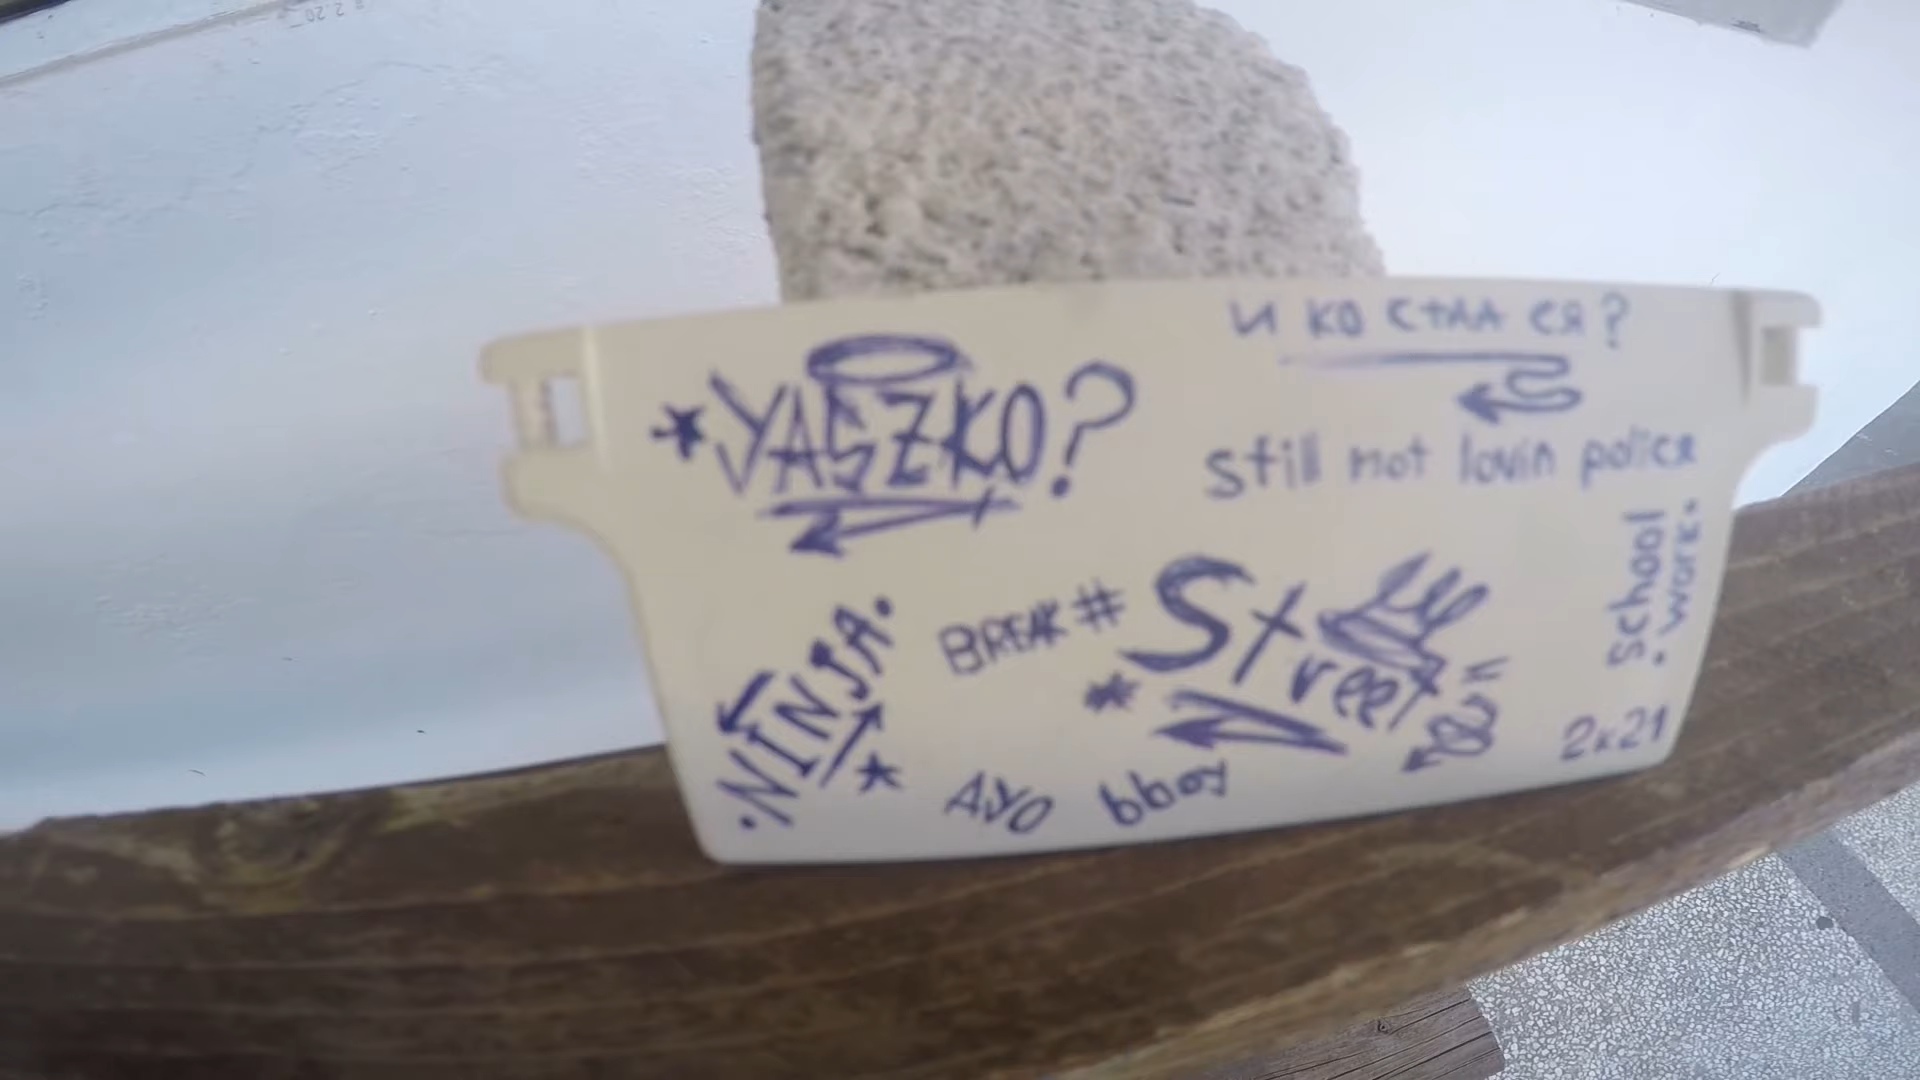 YASZKO?
И КО СТАА СЯ?
Still not lovin police
School
work.
BREAK #
Street
NINJA
AYO
bboy
2k21